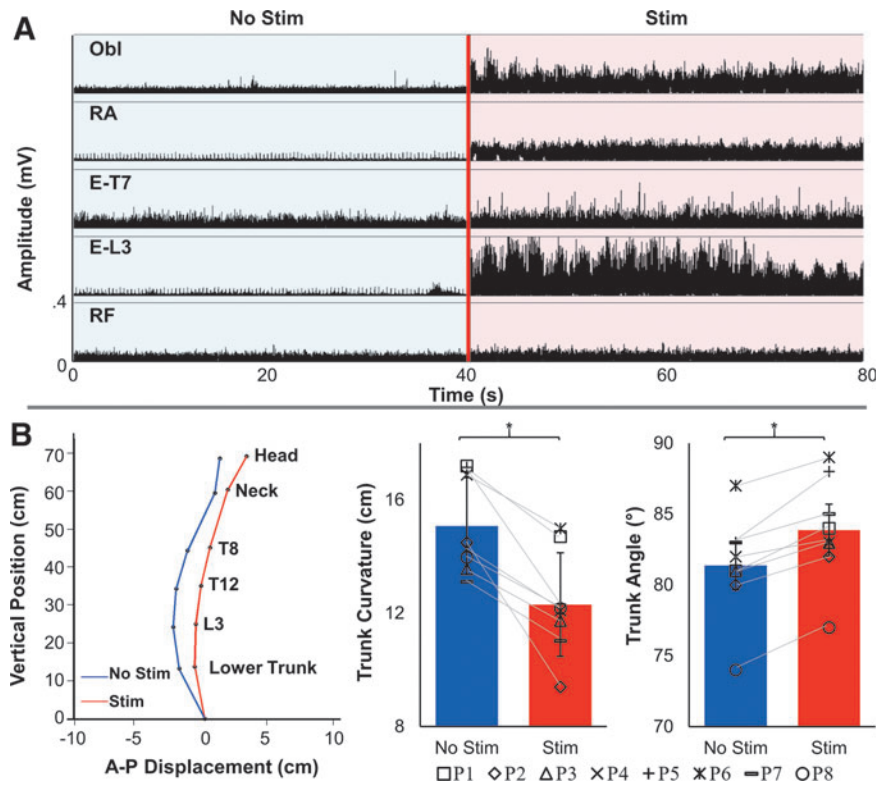 A
No Stim
Stim
Obl
RA
E-T7
E-L3
RF
Amplitude (mV)
.4
0
0
20
40
60
80
Time (s)
B
Vertical Position (cm)
70
60
50
40
30
20
10
0
Head
Neck
T8
T12
L3
Lower Trunk
No Stim
Stim
-10
-5
0
5
10
A-P Displacement (cm)
Trunk Curvature (cm)
16
12
8
*
No Stim
Stim
Trunk Angle (°)
90
85
80
75
70
*
No Stim
Stim
P1
P2
P3
P4
P5
P6
P7
P8